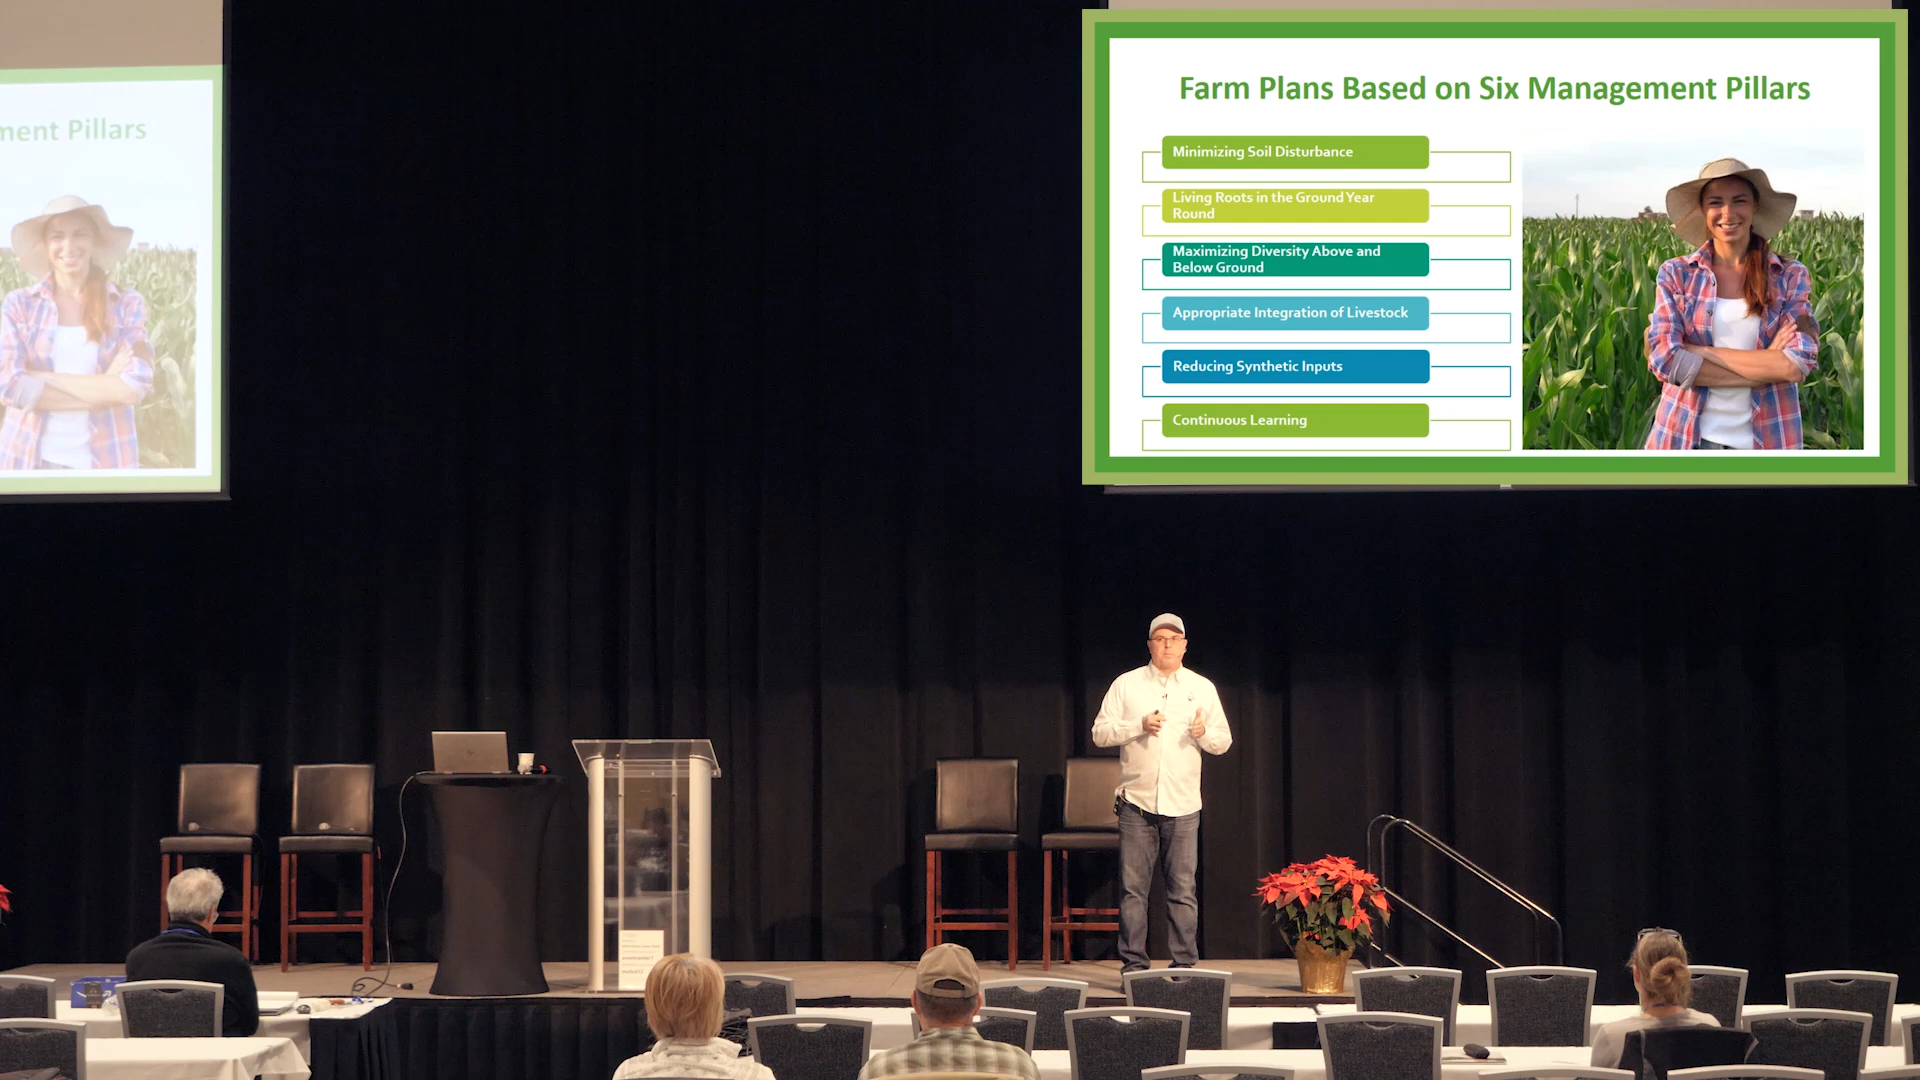 ment Pillars
Farm Plans Based on Six Management Pillars
Minimizing Soil Disturbance
Living Roots in the Ground Year
Round
Maximizing Diversity Above and
Below Ground
Appropriate Integration of Livestock
Reducing Synthetic Inputs
Continuous Learning